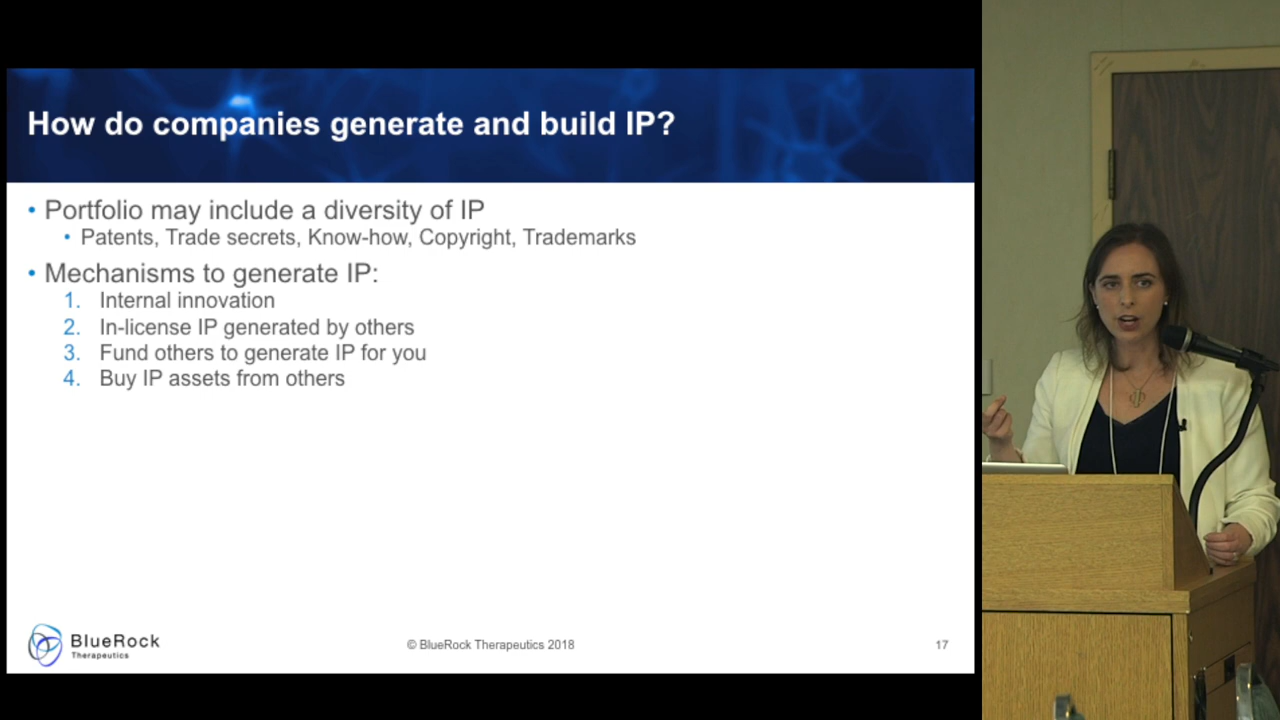 How do companies generate and build IP?
• Portfolio may include a diversity of IP
• Patents, Trade secrets, Know-how, Copyright, Trademarks
• Mechanisms to generate IP:
1. Internal innovation
2. In-license IP generated by others
3. Fund others to generate IP for you
4. Buy IP assets from others
BlueRock
Therapeutics
© BlueRock Therapeutics 2018
17